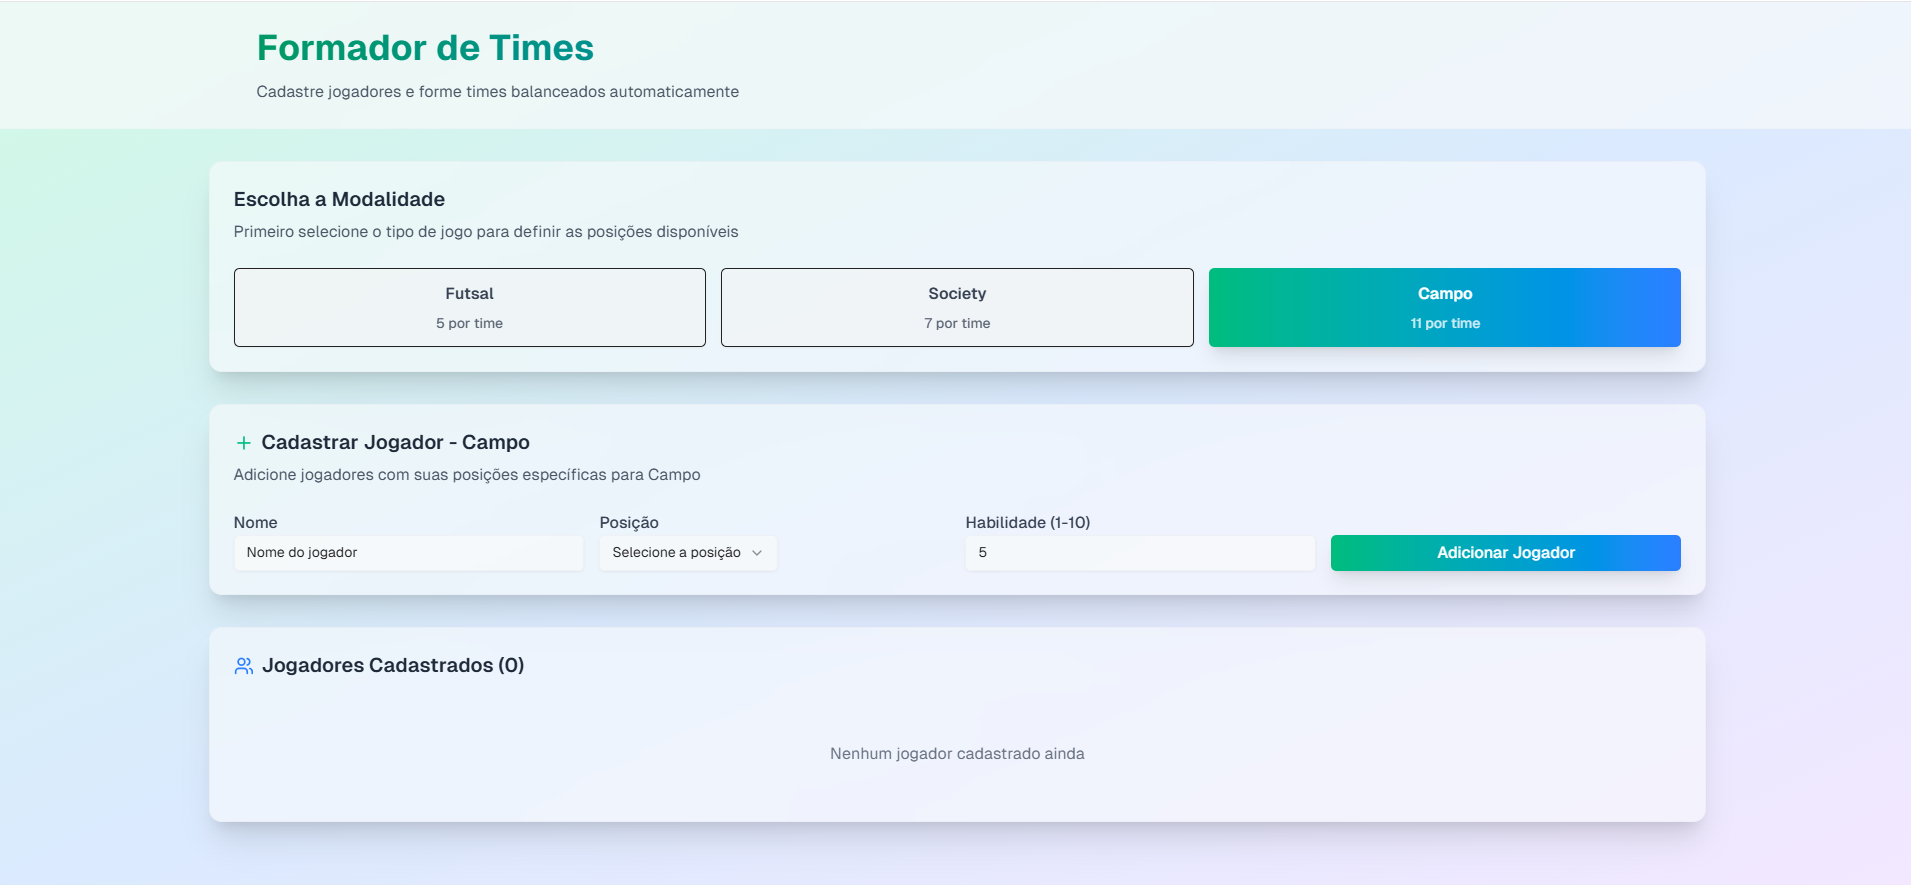 Formador de Times
Cadastre jogadores e forme times balanceados automaticamente
Escolha a Modalidade
Primeiro selecione o tipo de jogo para definir as posições disponíveis
Futsal
5 por time
Society
7 por time
Campo
11 por time
Cadastrar Jogador - Campo
Adicione jogadores com suas posições específicas para Campo
Nome
Nome do jogador
Posição
Selecione a posição
Habilidade (1-10)
5
Adicionar Jogador
Jogadores Cadastrados (0)
Nenhum jogador cadastrado ainda